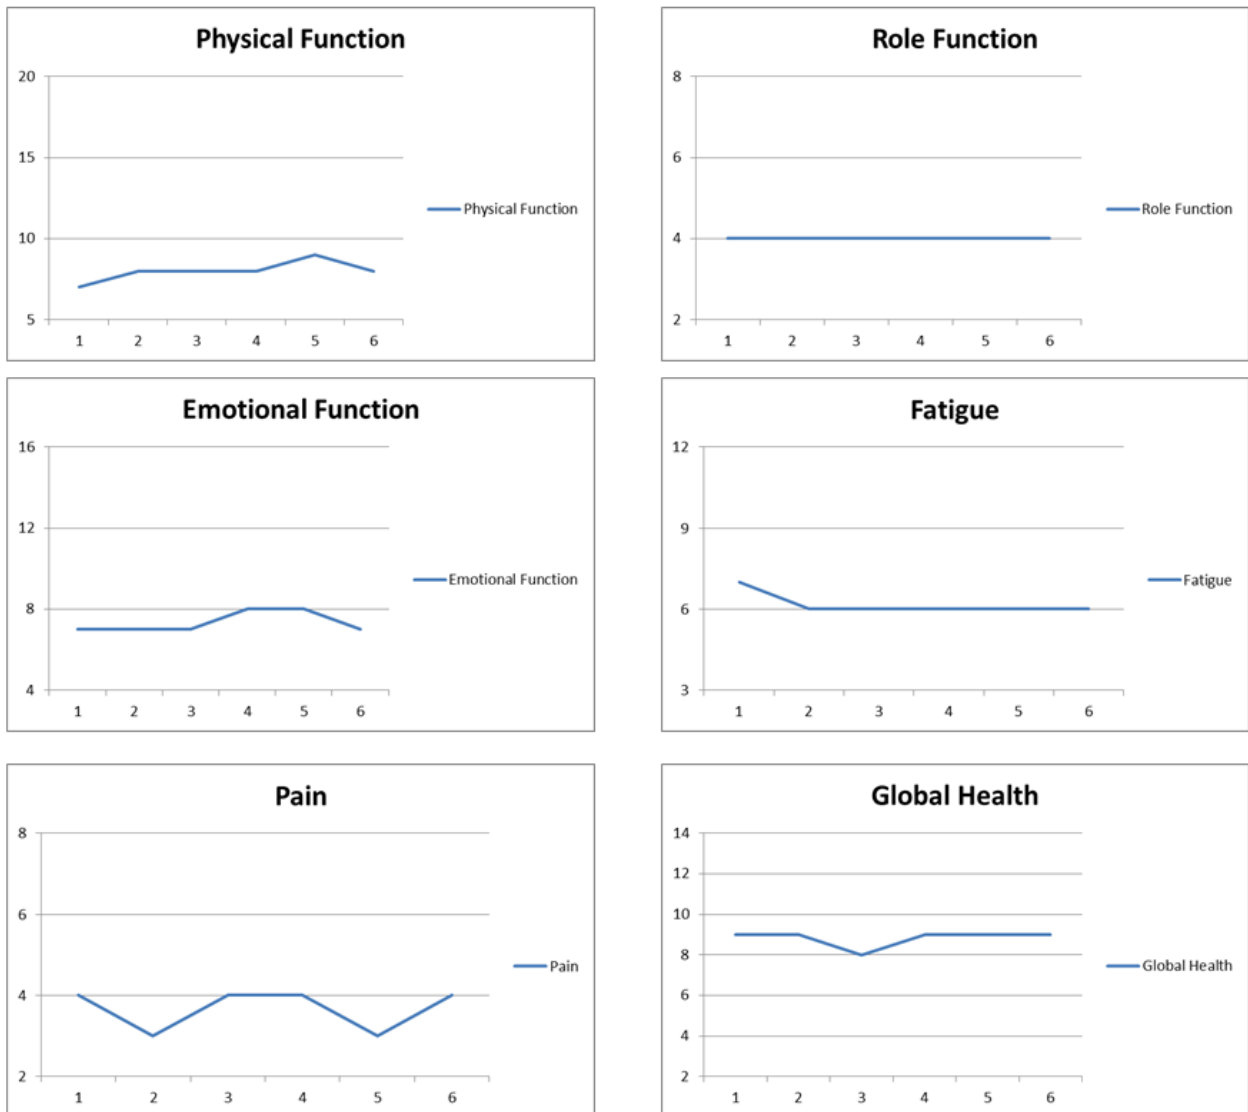 Physical Function
20
15
10
5
1 2 3 4 5 6
Physical Function
Role Function
8
6
4
2
1 2 3 4 5 6
Role Function
Emotional Function
16
12
8
4
1 2 3 4 5 6
Emotional Function
Fatigue
12
9
6
3
1 2 3 4 5 6
Fatigue
Pain
8
6
4
2
1 2 3 4 5 6
Pain
Global Health
14
12
10
8
6
4
2
1 2 3 4 5 6
Global Health